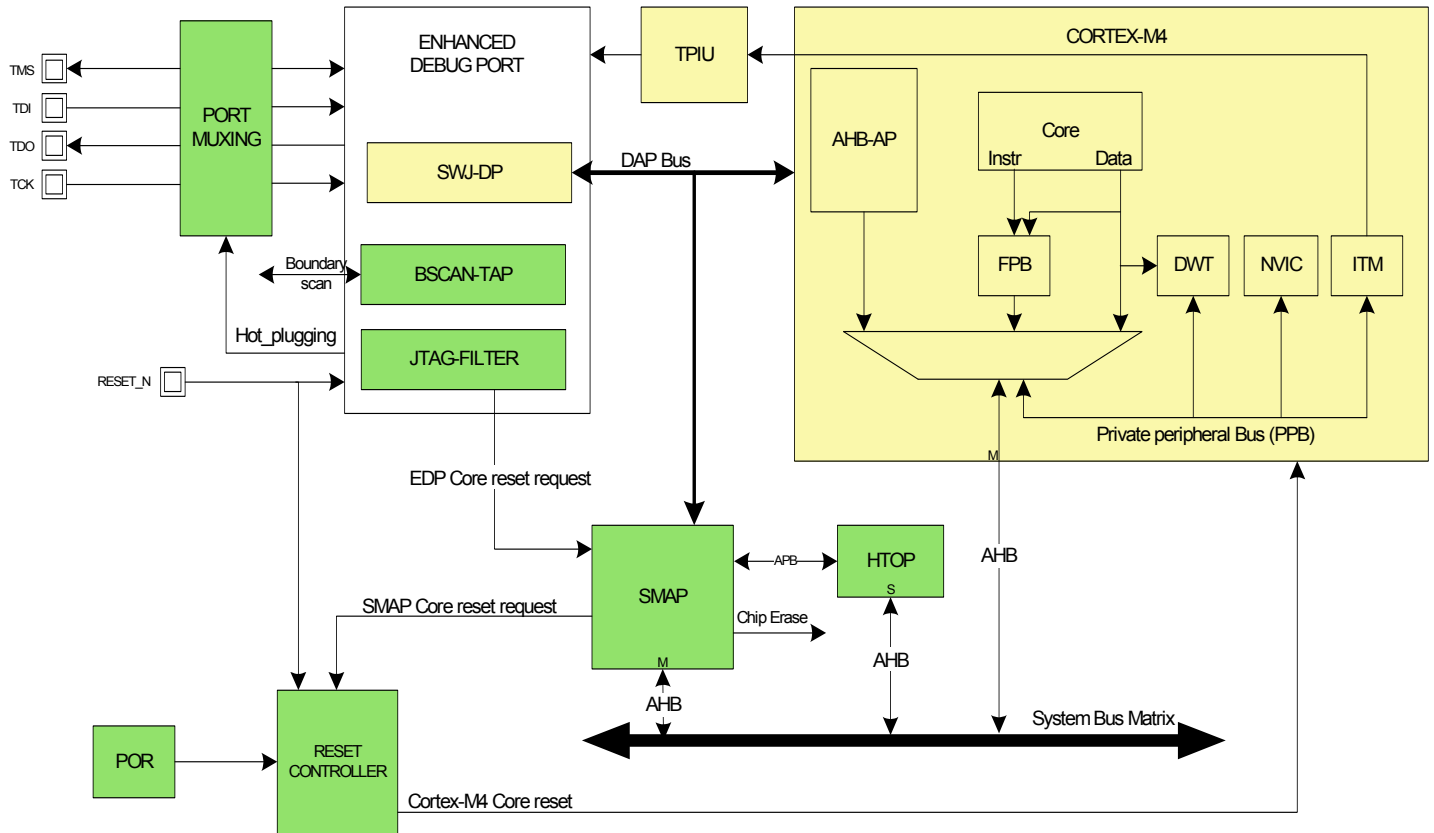 TMS
TDI
TDO
TCK
PORT
MUXING
ENHANCED
DEBUG PORT
SWJ-DP
BSCAN-TAP
JTAG-FILTER
Boundary
scan
Hot_plugging
RESET_N
TPIU
DAP Bus
CORTEX-M4
AHB-AP
Core
Instr
Data
FPB
DWT
NVIC
ITM
Private peripheral Bus (PPB)
M
EDP Core reset request
SMAP
M
APB
HTOP
S
AHB
SMAP Core reset request
Chip Erase
AHB
AHB
System Bus Matrix
POR
RESET
CONTROLLER
Cortex-M4 Core reset